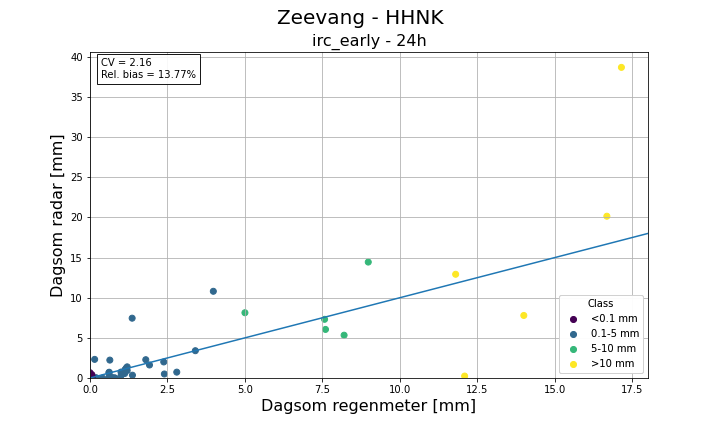 Zeevang - HHNK
irc_early - 24h
CV = 2.16
Rel. bias = 13.77%
Dagsom radar [mm]
40
35
30
25
20
15
10
5
0
0.0 2.5 5.0 7.5 10.0 12.5 15.0 17.5
Dagsom regenmeter [mm]
Class
<0.1 mm
0.1-5 mm
5-10 mm
>10 mm